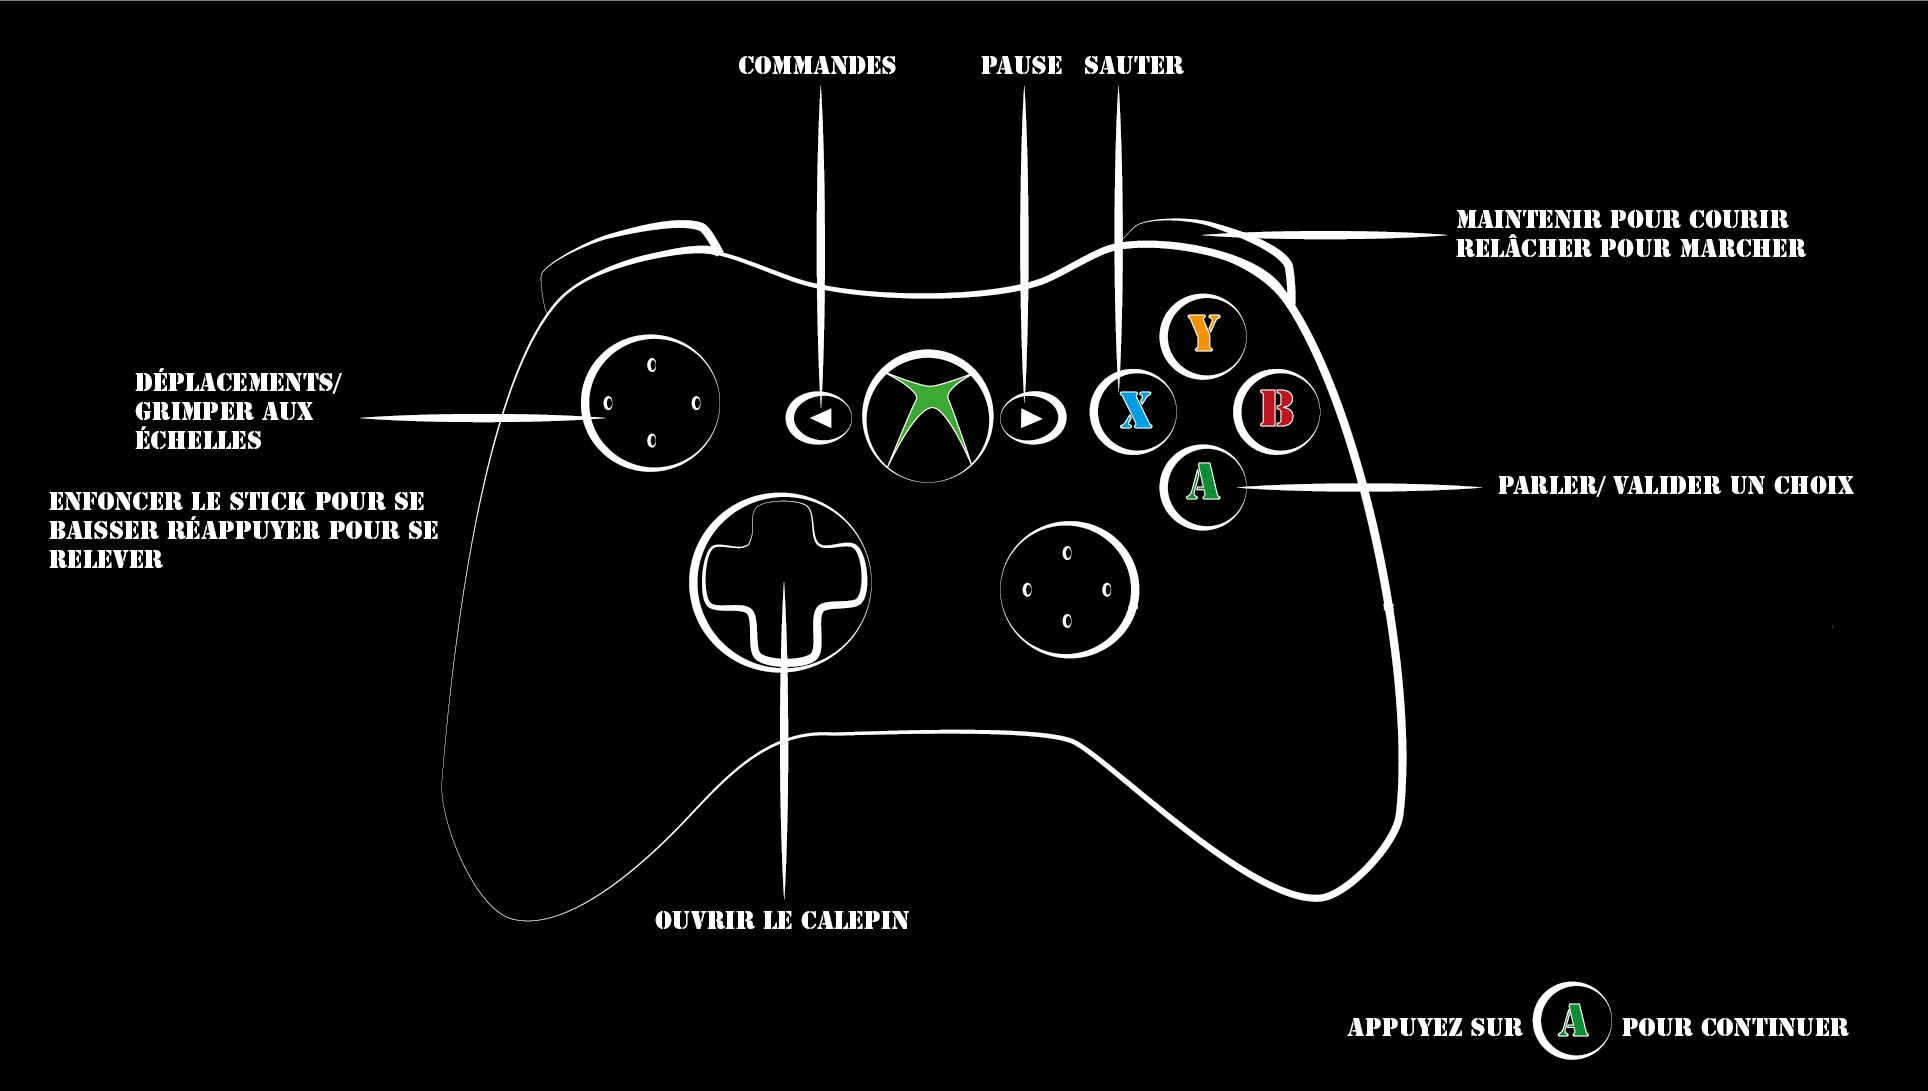 COMMANDES
PAUSE
SAUTER
MAINTENIR POUR COURIR
RELÂCHER POUR MARCHER
Y
X
B
A
DÉPLACEMENTS/
GRIMPER AUX
ÉCHELLES
PARLER/ VALIDER UN CHOIX
ENFONCER LE STICK POUR SE
BAISSER RÉAPPUYER POUR SE
RELEVER
OUVRIR LE CALEPIN
APPUYEZ SUR A POUR CONTINUER